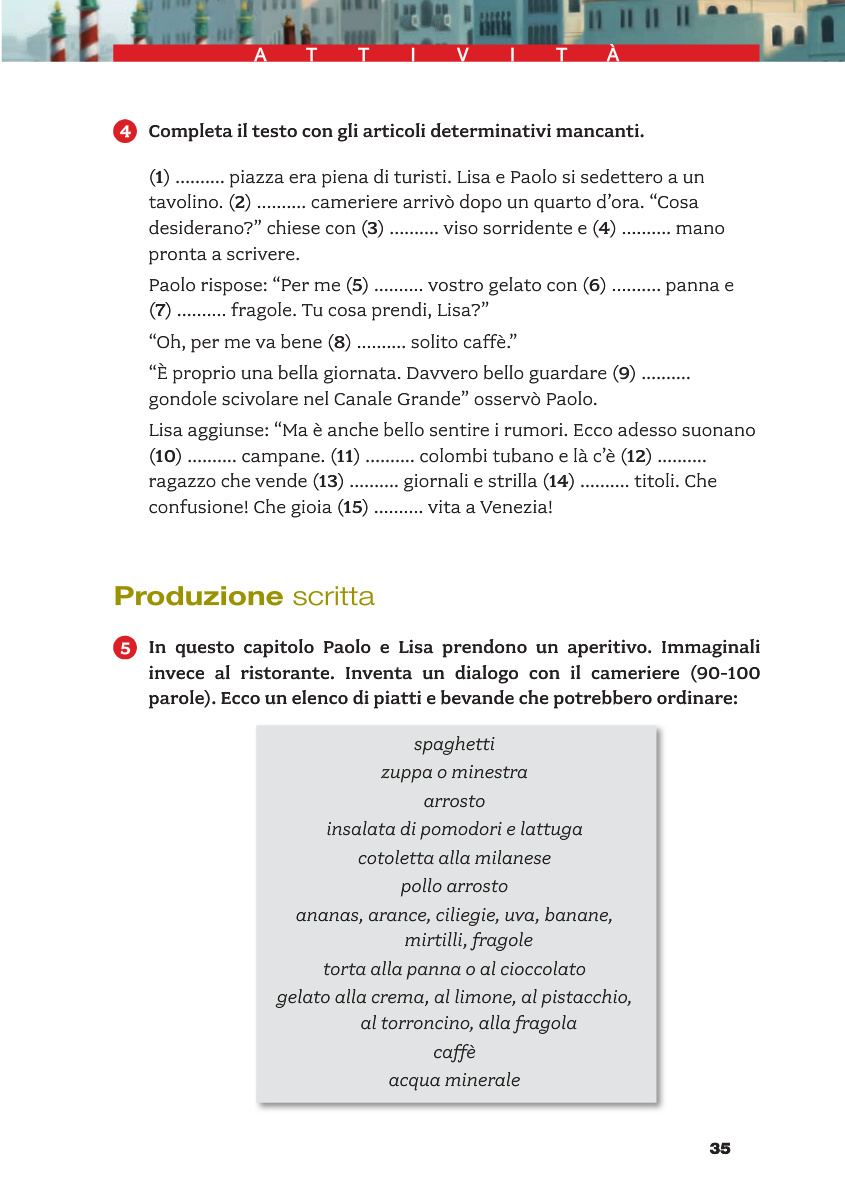 ATTIVITÀ
4 Completa il testo con gli articoli determinativi mancanti.
(1) .......... piazza era piena di turisti. Lisa e Paolo si sedettero a un
tavolino. (2) .......... cameriere arrivò dopo un quarto d’ora. “Cosa
desiderano?” chiese con (3) .......... viso sorridente e (4) .......... mano
pronta a scrivere.
Paolo rispose: “Per me (5) .......... vostro gelato con (6) .......... panna e
(7) .......... fragole. Tu cosa prendi, Lisa?”
“Oh, per me va bene (8) .......... solito caffè.”
“È proprio una bella giornata. Davvero bello guardare (9) ..........
gondole scivolare nel Canale Grande” osservò Paolo.
Lisa aggiunse: “Ma è anche bello sentire i rumori. Ecco adesso suonano
(10) .......... campane. (11) .......... colombi tubano e là c’è (12) ..........
ragazzo che vende (13) .......... giornali e strilla (14) .......... titoli. Che
confusione! Che gioia (15) .......... vita a Venezia!
Produzione scritta
5 In questo capitolo Paolo e Lisa prendono un aperitivo. Immaginali
invece al ristorante. Inventa un dialogo con il cameriere (90-100
parole). Ecco un elenco di piatti e bevande che potrebbero ordinare:
spaghetti
zuppa o minestra
arrosto
insalata di pomodori e lattuga
cotoletta alla milanese
pollo arrosto
ananas, arance, ciliegie, uva, banane,
mirtilli, fragole
torta alla panna o al cioccolato
gelato alla crema, al limone, al pistacchio,
al torroncino, alla fragola
caffè
acqua minerale
35